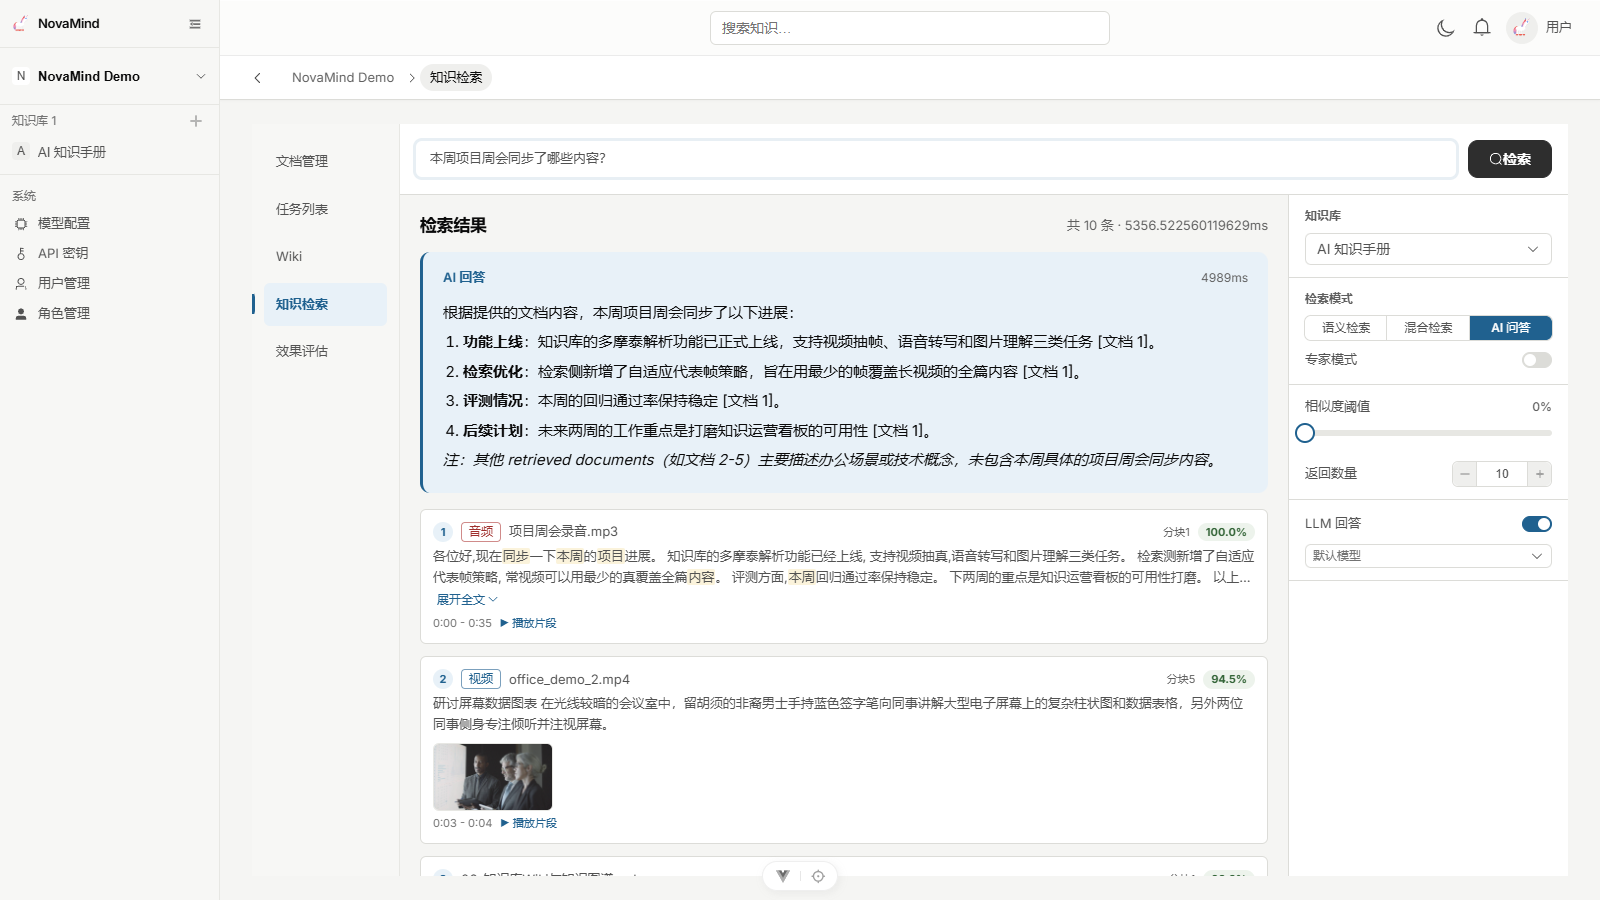 NovaMind
搜索知识...
用户
N NovaMind Demo
NovaMind Demo
知识检索
知识库 1
A AI 知识手册
系统
模型配置
API 密钥
用户管理
角色管理
文档管理
任务列表
Wiki
知识检索
效果评估
本周项目周会同步了哪些内容?
检索
检索结果
共 10 条 · 5356.522560119629ms
AI 回答
4989ms
根据提供的文档内容，本周项目周会同步了以下进展：
1. 功能上线：知识库的多摩泰解析功能已正式上线，支持视频抽帧、语音转写和图片理解三类任务 [文档 1]。
2. 检索优化：检索侧新增了自适应代表帧策略，旨在用最少的帧覆盖长视频的全篇内容 [文档 1]。
3. 评测情况：本周的回归通过率保持稳定 [文档 1]。
4. 后续计划：未来两周的工作重点是打磨知识运营看板的可用性 [文档 1]。
注：其他 retrieved documents（如文档 2-5）主要描述办公场景或技术概念，未包含本周具体的项目周会同步内容。
1 音频 项目周会录音.mp3
分块1 100.0%
各位好,现在同步一下本周的项目进展。 知识库的多摩泰解析功能已经上线, 支持视频抽真,语音转写和图片理解三类任务。 检索测新增了自适应
代表帧策略, 常视频可以用最少的真覆盖全篇内容。 评测方面,本周回归通过率保持稳定。 下两周的重点是知识运营看板的可用性打磨。 以上...
展开全文
0:00 - 0:35 ▶ 播放片段
2 视频 office_demo_2.mp4
分块5 94.5%
研讨屏幕数据图表 在光线较暗的会议室中，留胡须的非裔男士手持蓝色签字笔向同事讲解大型电子屏幕上的复杂柱状图和数据表格，另外两位
同事侧身专注倾听并注视屏幕。
0:03 - 0:04 ▶ 播放片段
知识库
AI 知识手册
检索模式
语义检索 混合检索 AI 问答
专家模式
相似度阈值 0%
返回数量 − 10 +
LLM 回答
默认模型